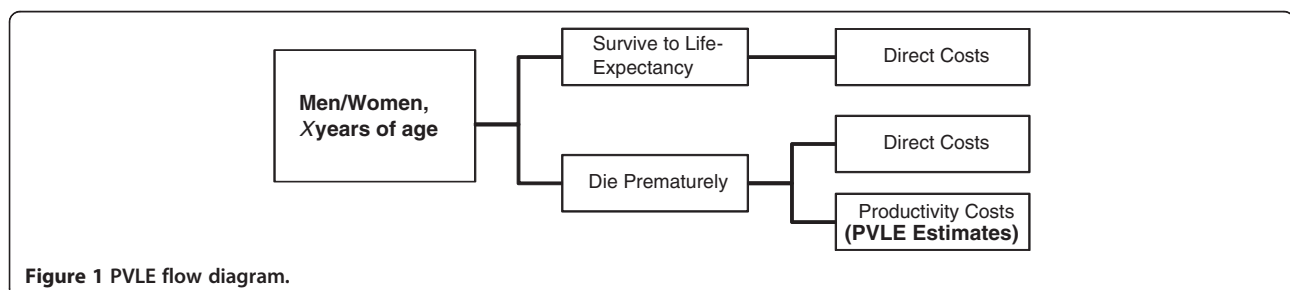 Men/Women,
X years of age
Survive to Life-
Expectancy
Direct Costs
Die Prematurely
Direct Costs
Productivity Costs
(PVLE Estimates)
Figure 1 PVLE flow diagram.